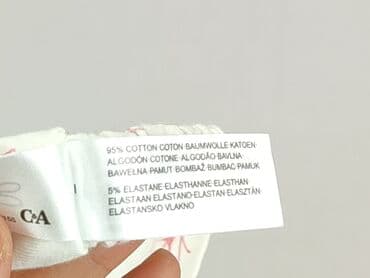 95% COTTON·COTON·BAUMWOLLE·KATOEN·
ALGODÓN·COTONE·ALGODÃO·BAVLNA·
BAWEŁNA·PAMUT·BOMBAŽ·BUMBAC·PAMUK
5% ELASTANE·ELASTHANNE·ELASTHAN·
ELASTAAN·ELASTANO·ELASTAN·ELASZTÁN·
ELASTANSKO VLAKNO
C&A